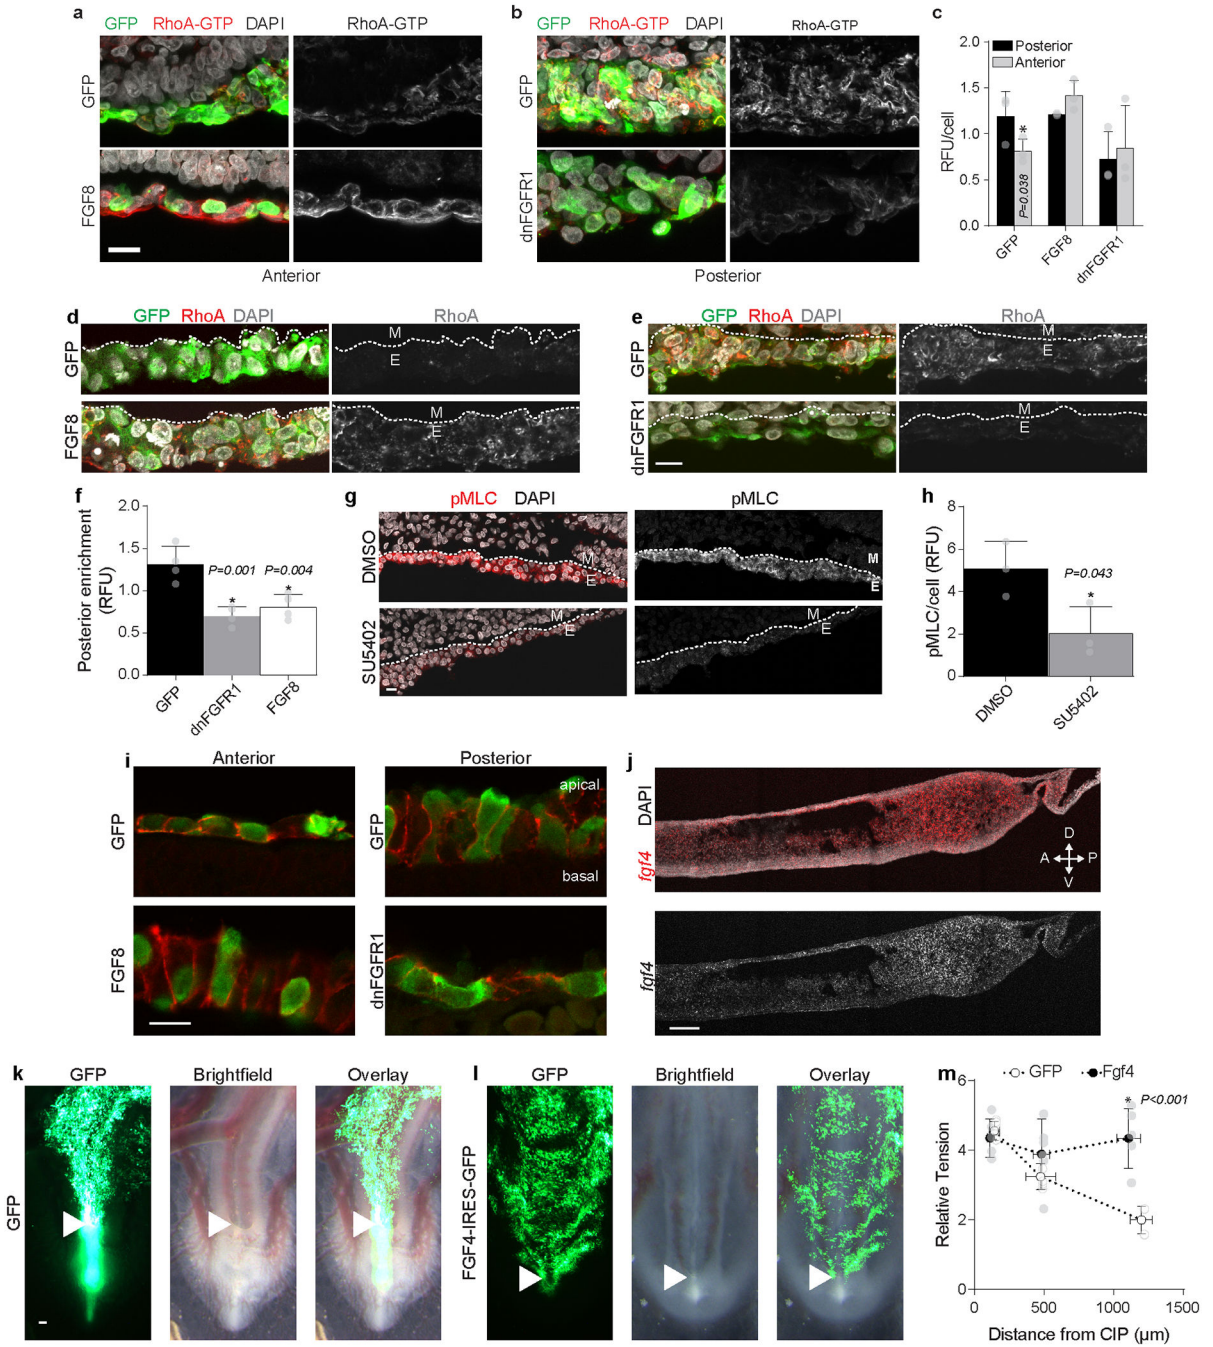 a GFP RhoA-GTP DAPI RhoA-GTP
GFP
FGF8
Anterior
b GFP RhoA-GTP DAPI RhoA-GTP
GFP
dnFGFR1
Posterior
c
Posterior
Anterior
RFU/cell
2.0
1.5
1.0
0.5
0.0
*
P=0.038
GFP
FGF8
dnFGFR1
d GFP RhoA DAPI RhoA
GFP
M
E
FGF8
M
E
e GFP RhoA DAPI RhoA
GFP
M
E
dnFGFR1
M
E
f
Posterior enrichment
(RFU)
2.0
1.5
1.0
0.5
0.0
P=0.001 P=0.004
* *
GFP
dnFGFR1
FGF8
g pMLC DAPI pMLC
DMSO
M M
E E
SU5402
M M
E E
h
pMLC/cell (RFU)
8
6
4
2
0
P=0.043
*
DMSO
SU5402
i Anterior Posterior
GFP
GFP
apical
basal
FGF8
dnFGFR1
j
fgf4 DAPI
D
A P
V
fgf4
k GFP Brightfield Overlay
GFP
l GFP Brightfield Overlay
FGF4-IRES-GFP
m
GFP Fgf4
* P<0.001
Relative Tension
6
4
2
0
0 500 1000 1500
Distance from CIP (µm)